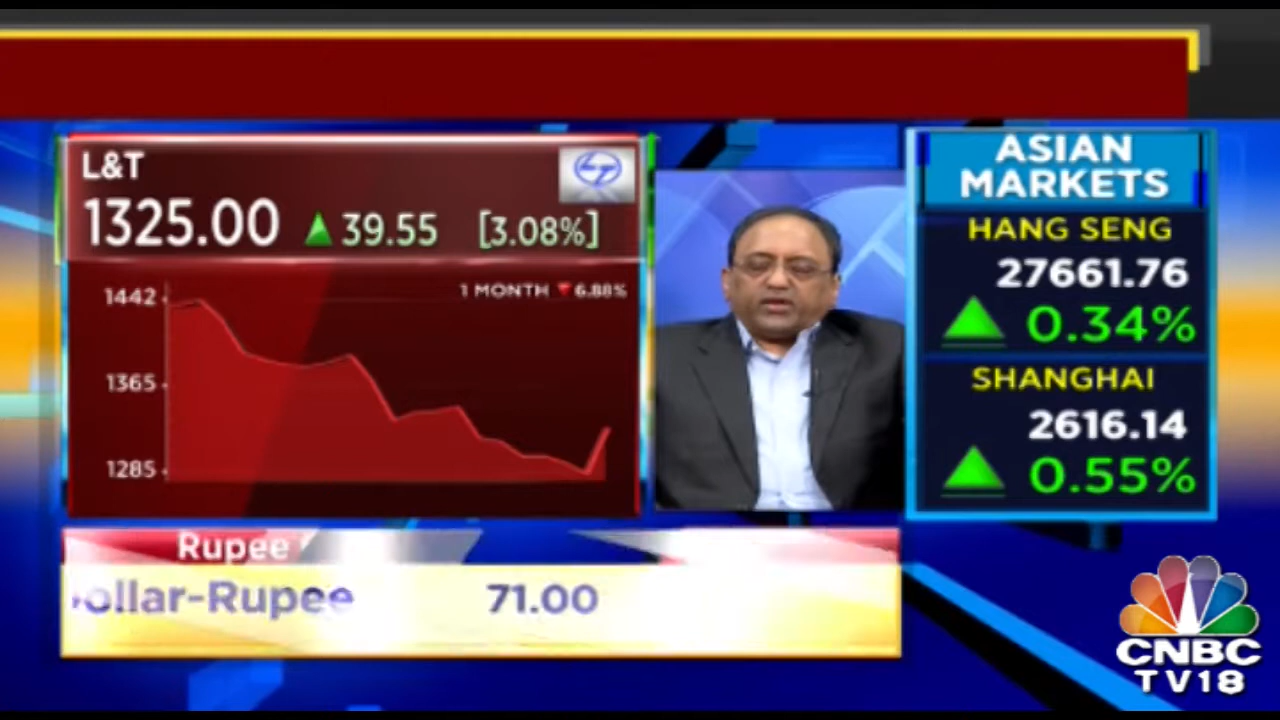 L&T
1325.00 ▲ 39.55 [3.08%]
1 MONTH ▼ 6.88%
1442
1365
1285
ASIAN
MARKETS
HANG SENG
27661.76
▲ 0.34%
SHANGHAI
2616.14
▲ 0.55%
Rupee
ollar-Rupee 71.00
CNBC
TV18